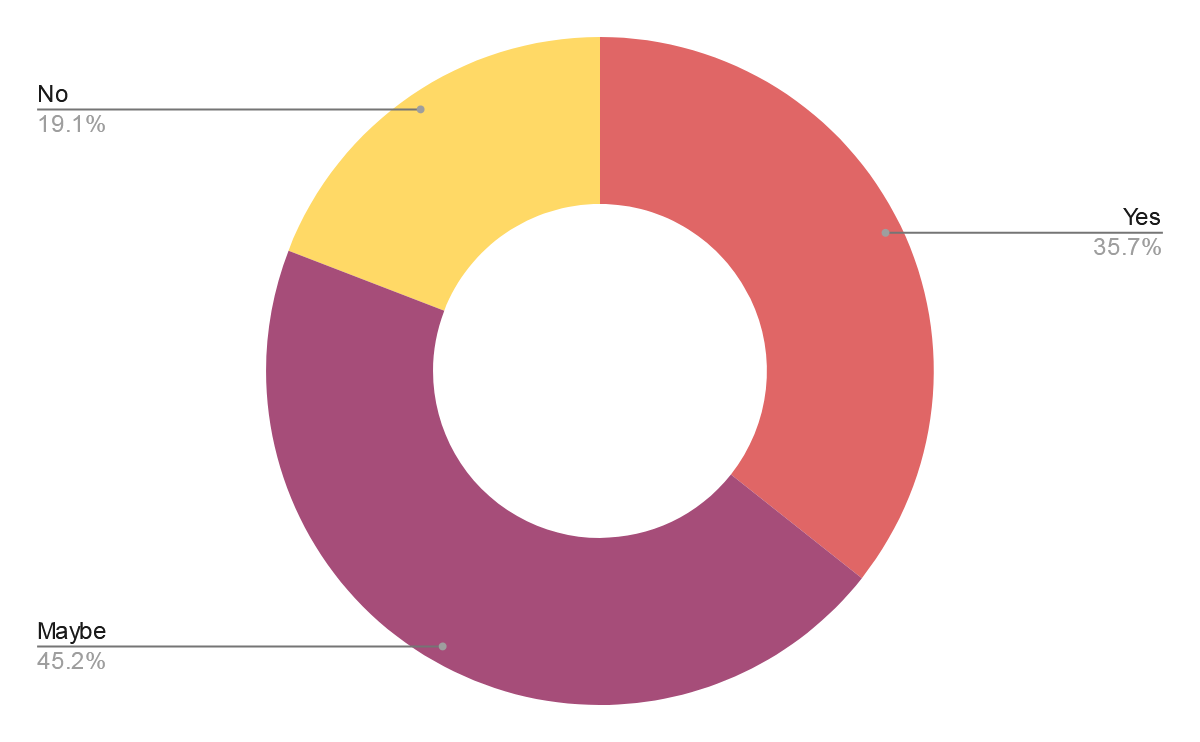 No
19.1%
Yes
35.7%
Maybe
45.2%